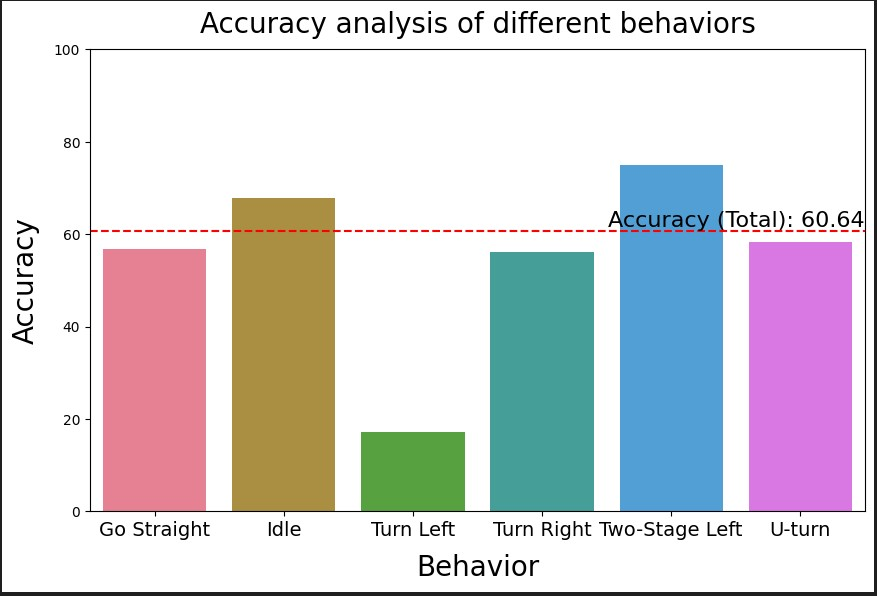 Accuracy analysis of different behaviors
Accuracy
100
80
60
40
20
0
Accuracy (Total): 60.64
Go Straight
Idle
Turn Left
Turn Right
Two-Stage Left
U-turn
Behavior